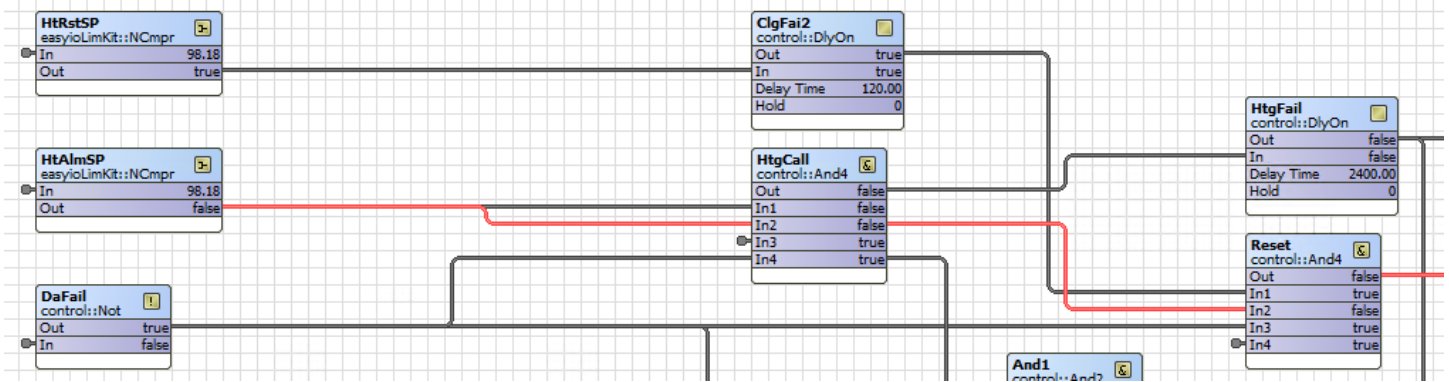 HtRstSP
easyioLimKit::NCmpr
In 98.18
Out true
ClgFai2
control::DlyOn
Out true
In true
Delay Time 120.00
Hold 0
HtgFail
control::DlyOn
Out false
In false
Delay Time 2400.00
Hold 0
HtAlmSP
easyioLimKit::NCmpr
In 98.18
Out false
HtgCall
control::And4
&
Out false
In1 false
In2 false
In3 true
In4 true
Reset
control::And4
&
Out false
In1 true
In2 false
In3 true
In4 true
DaFail
control::Not
!
Out true
In false
And1
control::And2
&